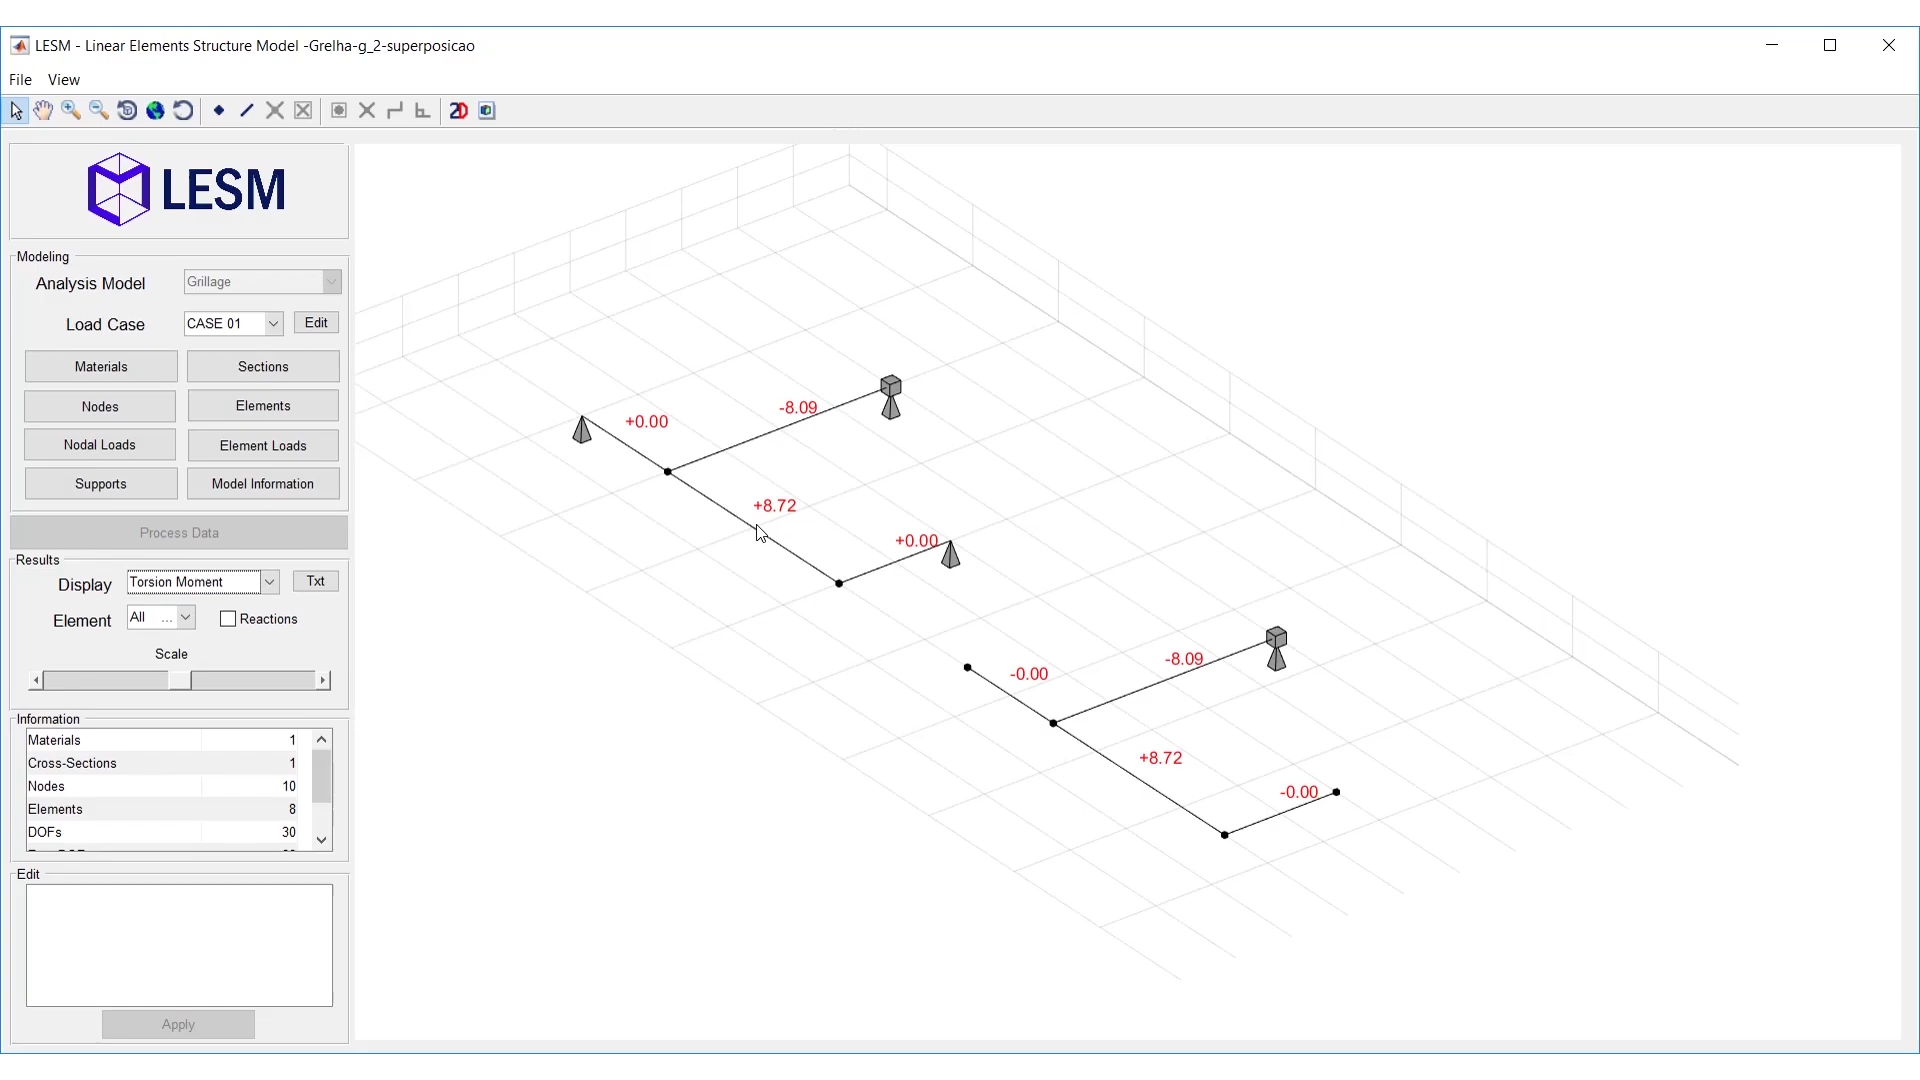 LESM - Linear Elements Structure Model -Grelha-g_2-superposicao
File View
2D
LESM
Modeling
Analysis Model Grillage
Load Case CASE 01 Edit
Materials Sections
Nodes Elements
Nodal Loads Element Loads
Supports Model Information
Process Data
Results
Display Torsion Moment Txt
Element All ... Reactions
Scale
Information
Materials 1
Cross-Sections 1
Nodes 10
Elements 8
DOFs 30
Edit
Apply
-8.09
+0.00
+8.72
+0.00
-8.09
-0.00
+8.72
-0.00